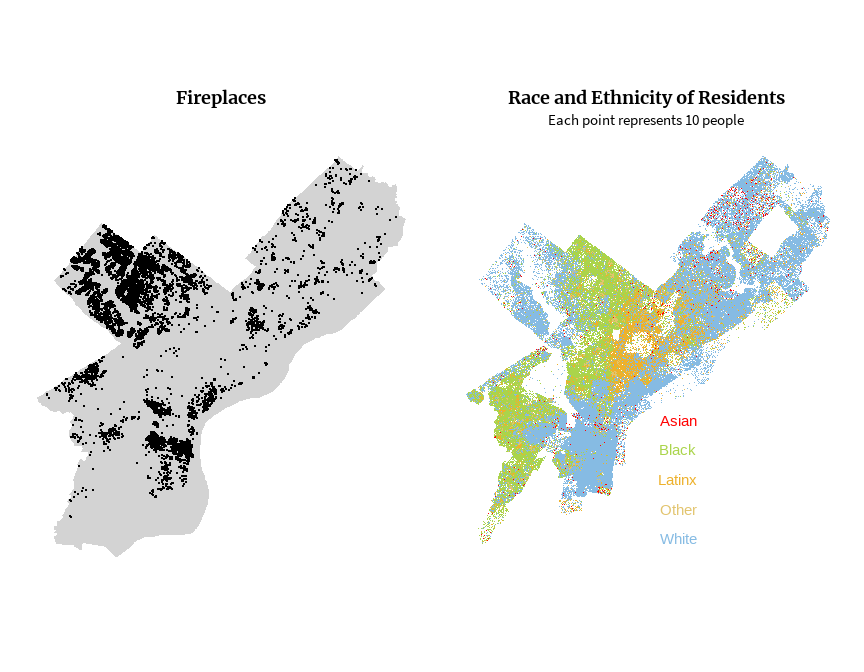 Fireplaces
Race and Ethnicity of Residents
Each point represents 10 people
Asian
Black
Latinx
Other
White